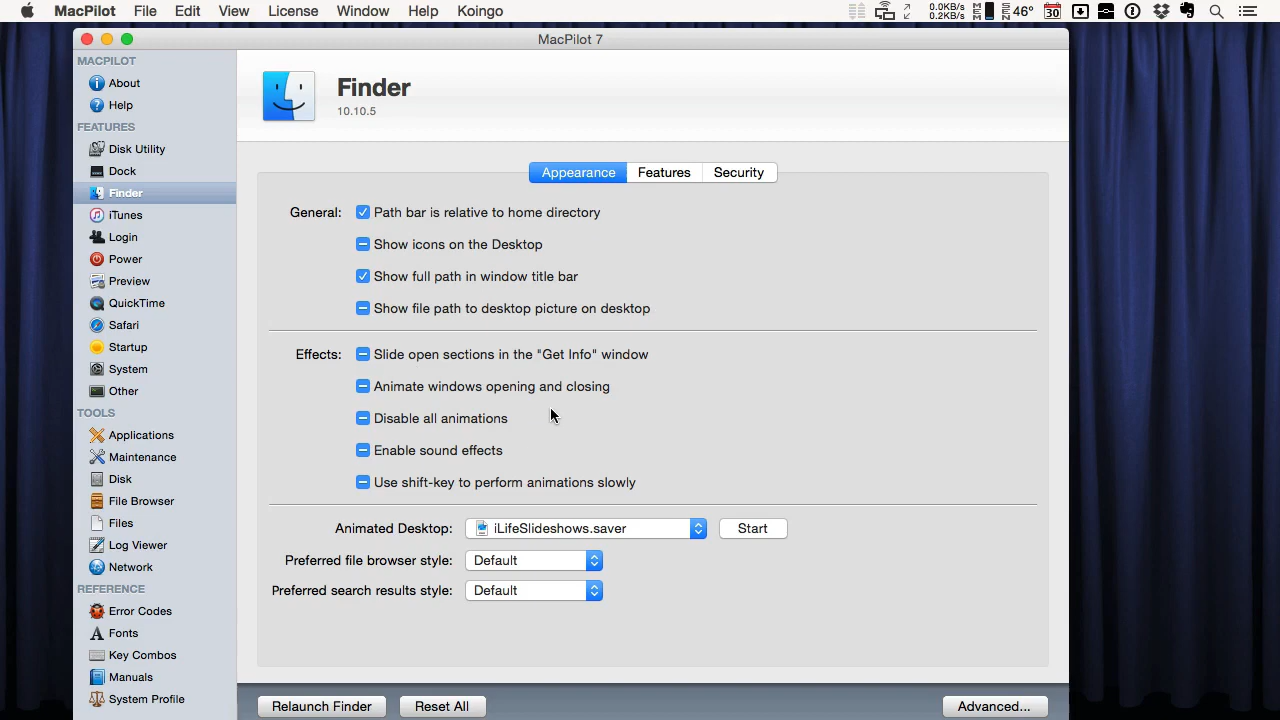 MacPilot File Edit View License Window Help Koingo
0.0KB/s
0.2KB/s
46°
30
MacPilot 7
MACPILOT
About
Help
FEATURES
Disk Utility
Dock
Finder
iTunes
Login
Power
Preview
QuickTime
Safari
Startup
System
Other
TOOLS
Applications
Maintenance
Disk
File Browser
Files
Log Viewer
Network
REFERENCE
Error Codes
Fonts
Key Combos
Manuals
System Profile
Finder
10.10.5
Appearance Features Security
General: Path bar is relative to home directory
Show icons on the Desktop
Show full path in window title bar
Show file path to desktop picture on desktop
Effects: Slide open sections in the "Get Info" window
Animate windows opening and closing
Disable all animations
Enable sound effects
Use shift-key to perform animations slowly
Animated Desktop: iLifeSlideshows.saver Start
Preferred file browser style: Default
Preferred search results style: Default
Relaunch Finder Reset All Advanced...